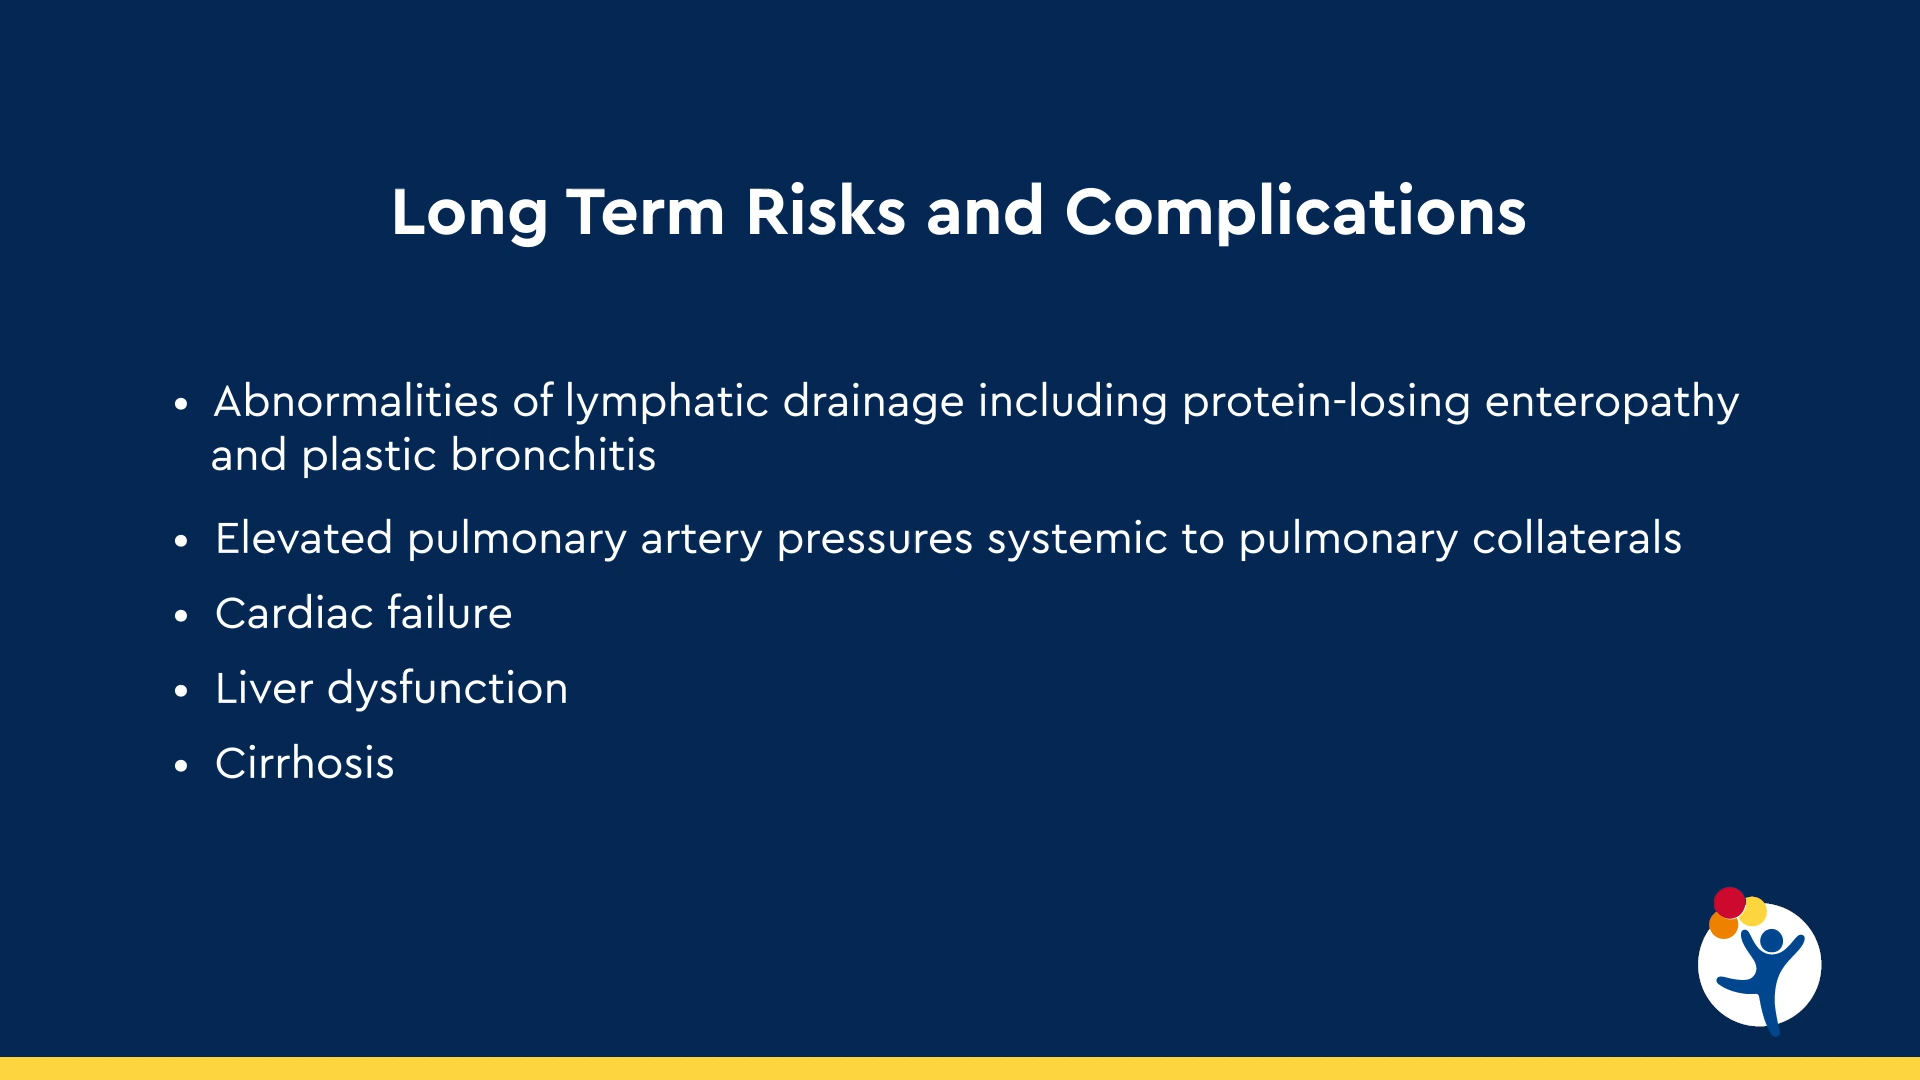 Long Term Risks and Complications
• Abnormalities of lymphatic drainage including protein-losing enteropathy
and plastic bronchitis
• Elevated pulmonary artery pressures systemic to pulmonary collaterals
• Cardiac failure
• Liver dysfunction
• Cirrhosis